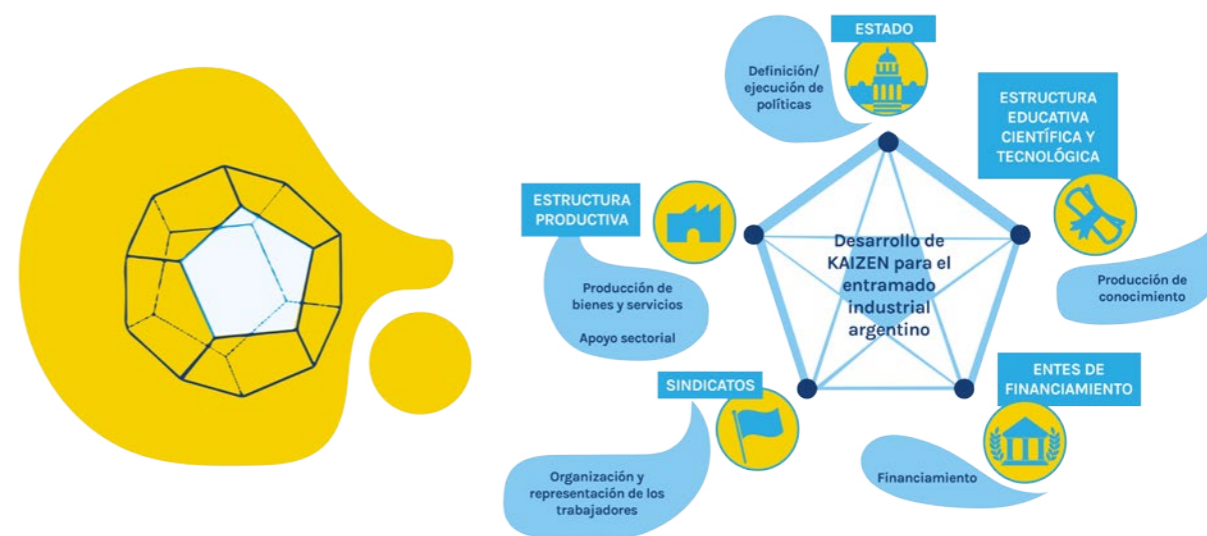 ESTADO
Definición/
ejecución de
políticas
ESTRUCTURA
EDUCATIVA
CIENTÍFICA Y
TECNOLÓGICA
Producción de
conocimiento
ESTRUCTURA
PRODUCTIVA
Producción de
bienes y servicios
Apoyo sectorial
Desarrollo de
KAIZEN para el
entramado
industrial
argentino
SINDICATOS
Organización y
representación de los
trabajadores
ENTES DE
FINANCIAMIENTO
Financiamiento